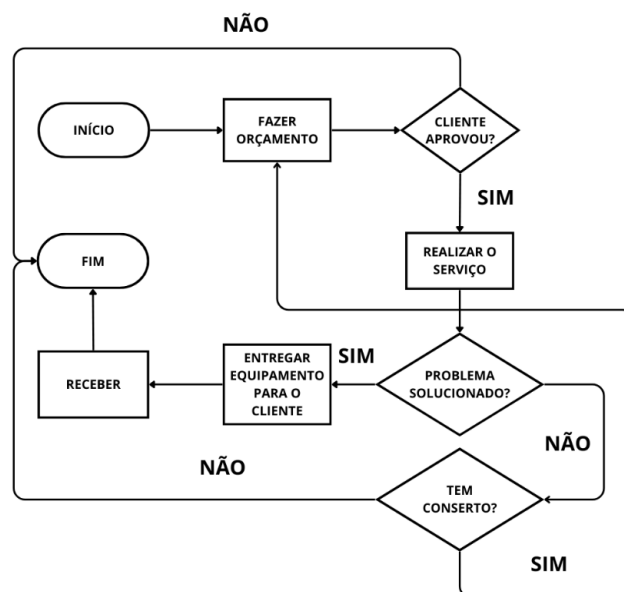 NÃO
INÍCIO
FAZER
ORÇAMENTO
CLIENTE
APROVOU?
SIM
FIM
REALIZAR O
SERVIÇO
RECEBER
ENTREGAR
EQUIPAMENTO
PARA O
CLIENTE
SIM
PROBLEMA
SOLUCIONADO?
NÃO
NÃO
TEM
CONSERTO?
SIM